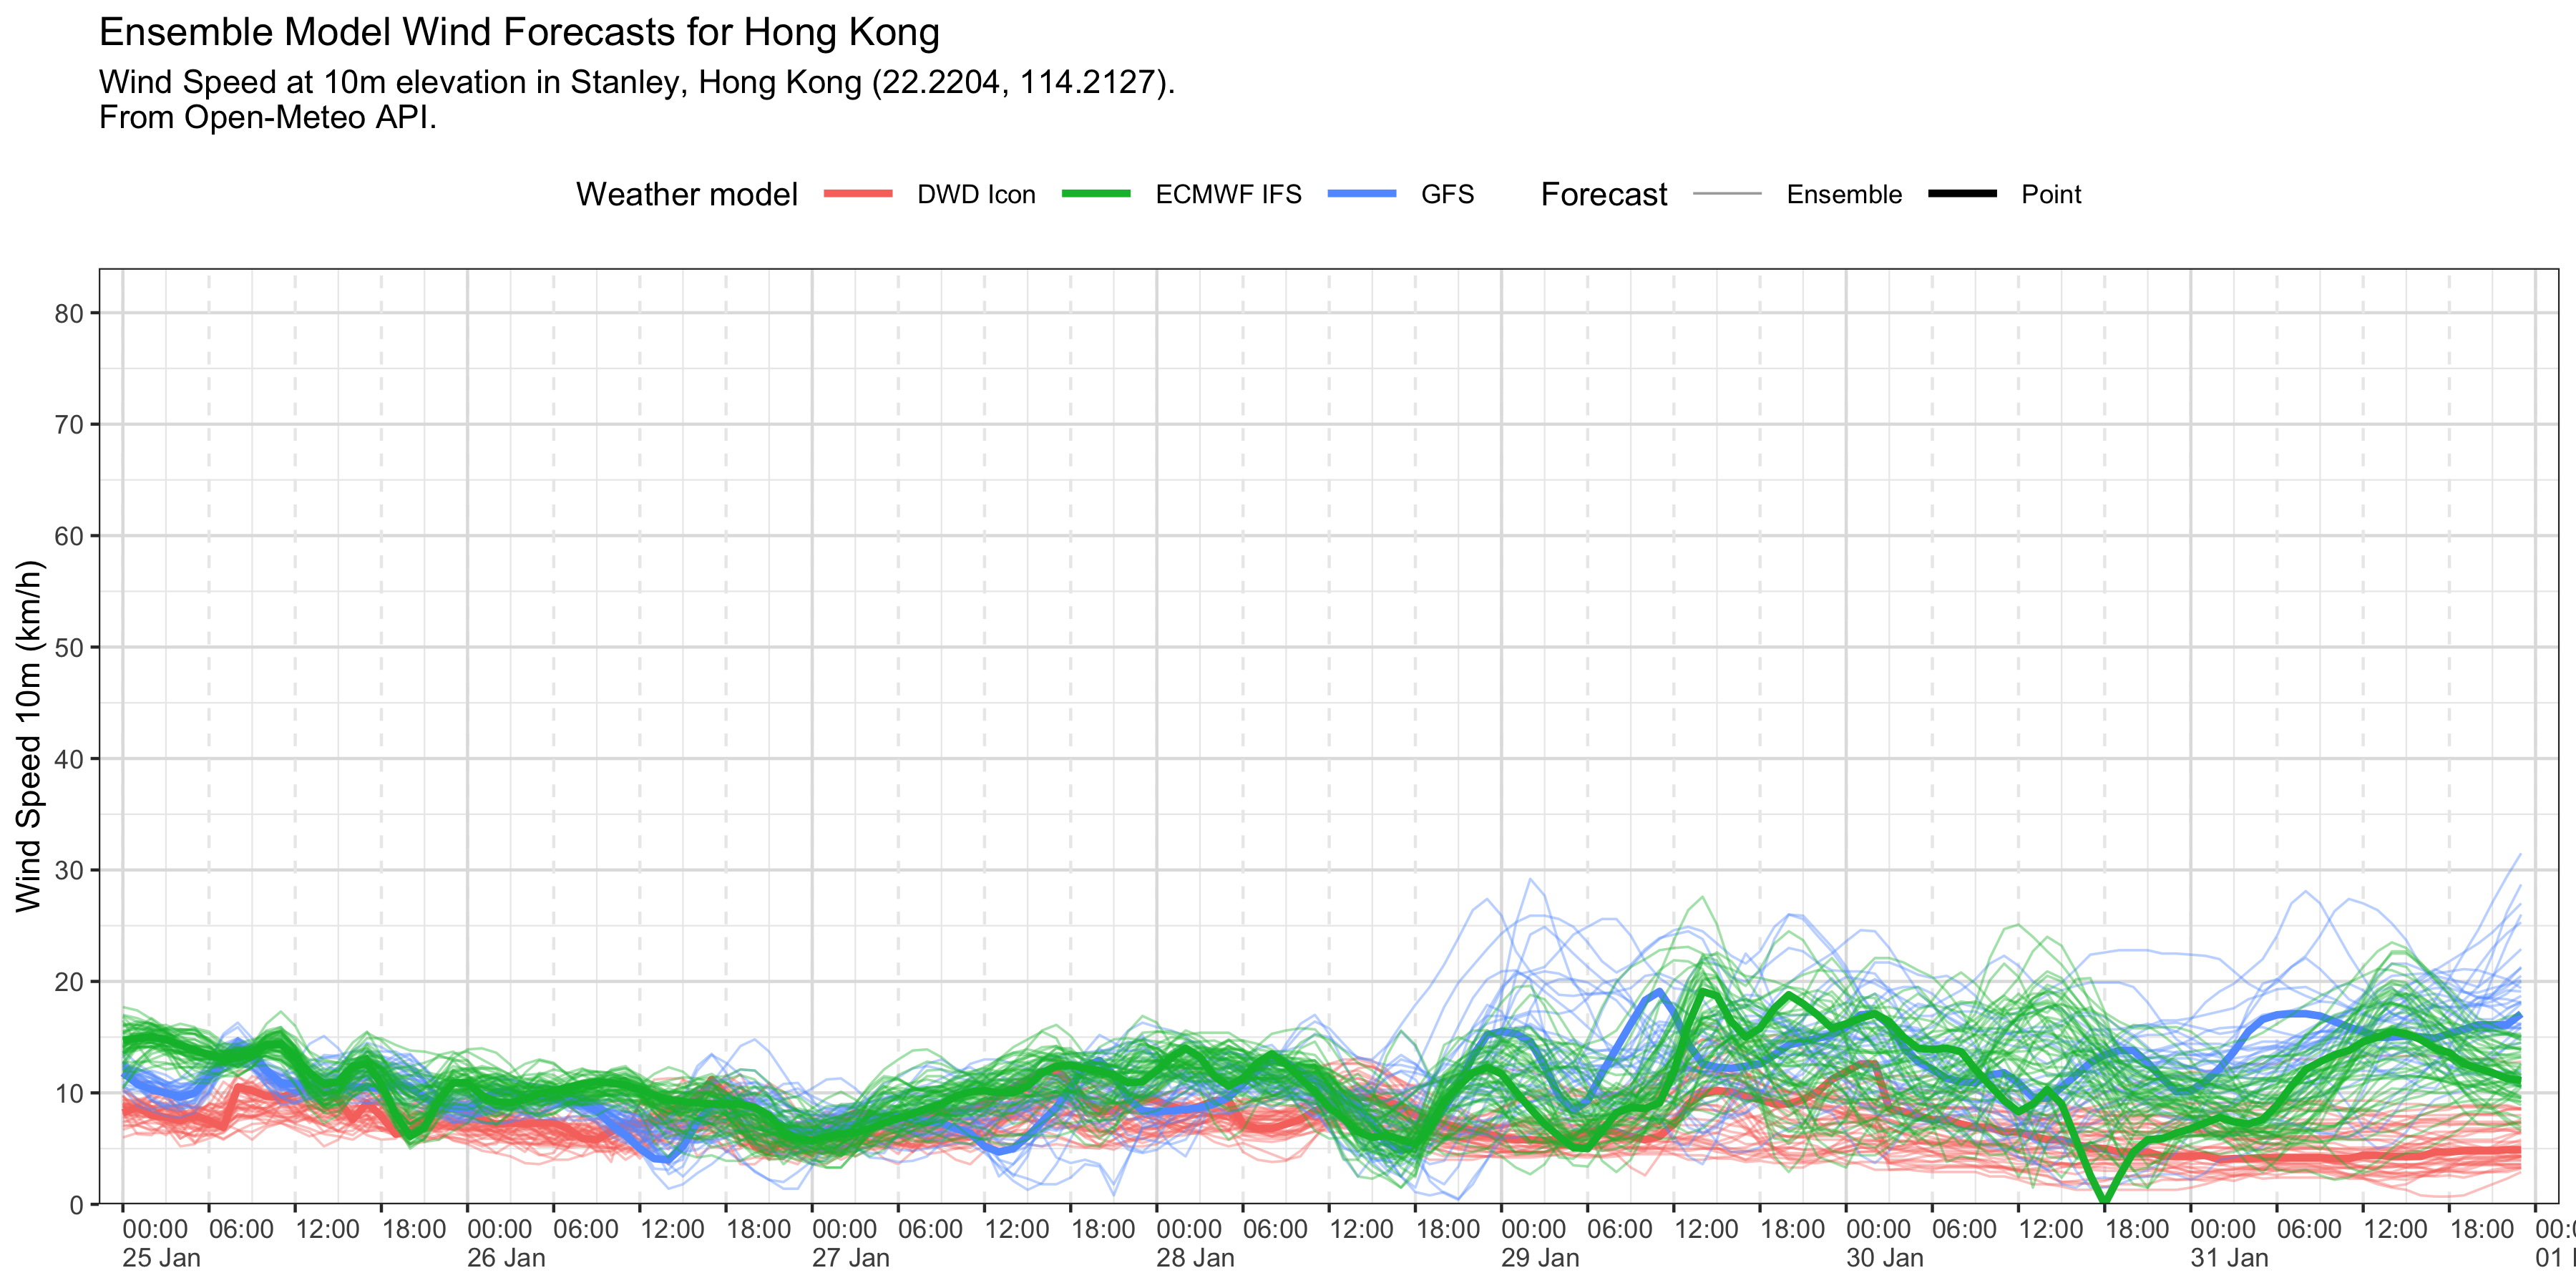 Ensemble Model Wind Forecasts for Hong Kong
Wind Speed at 10m elevation in Stanley, Hong Kong (22.2204, 114.2127).
From Open-Meteo API.
Weather model DWD Icon ECMWF IFS GFS Forecast Ensemble Point
Wind Speed 10m (km/h)
80
70
60
50
40
30
20
10
0
00:00 06:00 12:00 18:00 00:00 06:00 12:00 18:00 00:00 06:00 12:00 18:00 00:00 06:00 12:00 18:00 00:00 06:00 12:00 18:00 00:00 06:00 12:00 18:00 00:00 06:00 12:00 18:00
25 Jan 26 Jan 27 Jan 28 Jan 29 Jan 30 Jan 31 Jan 01